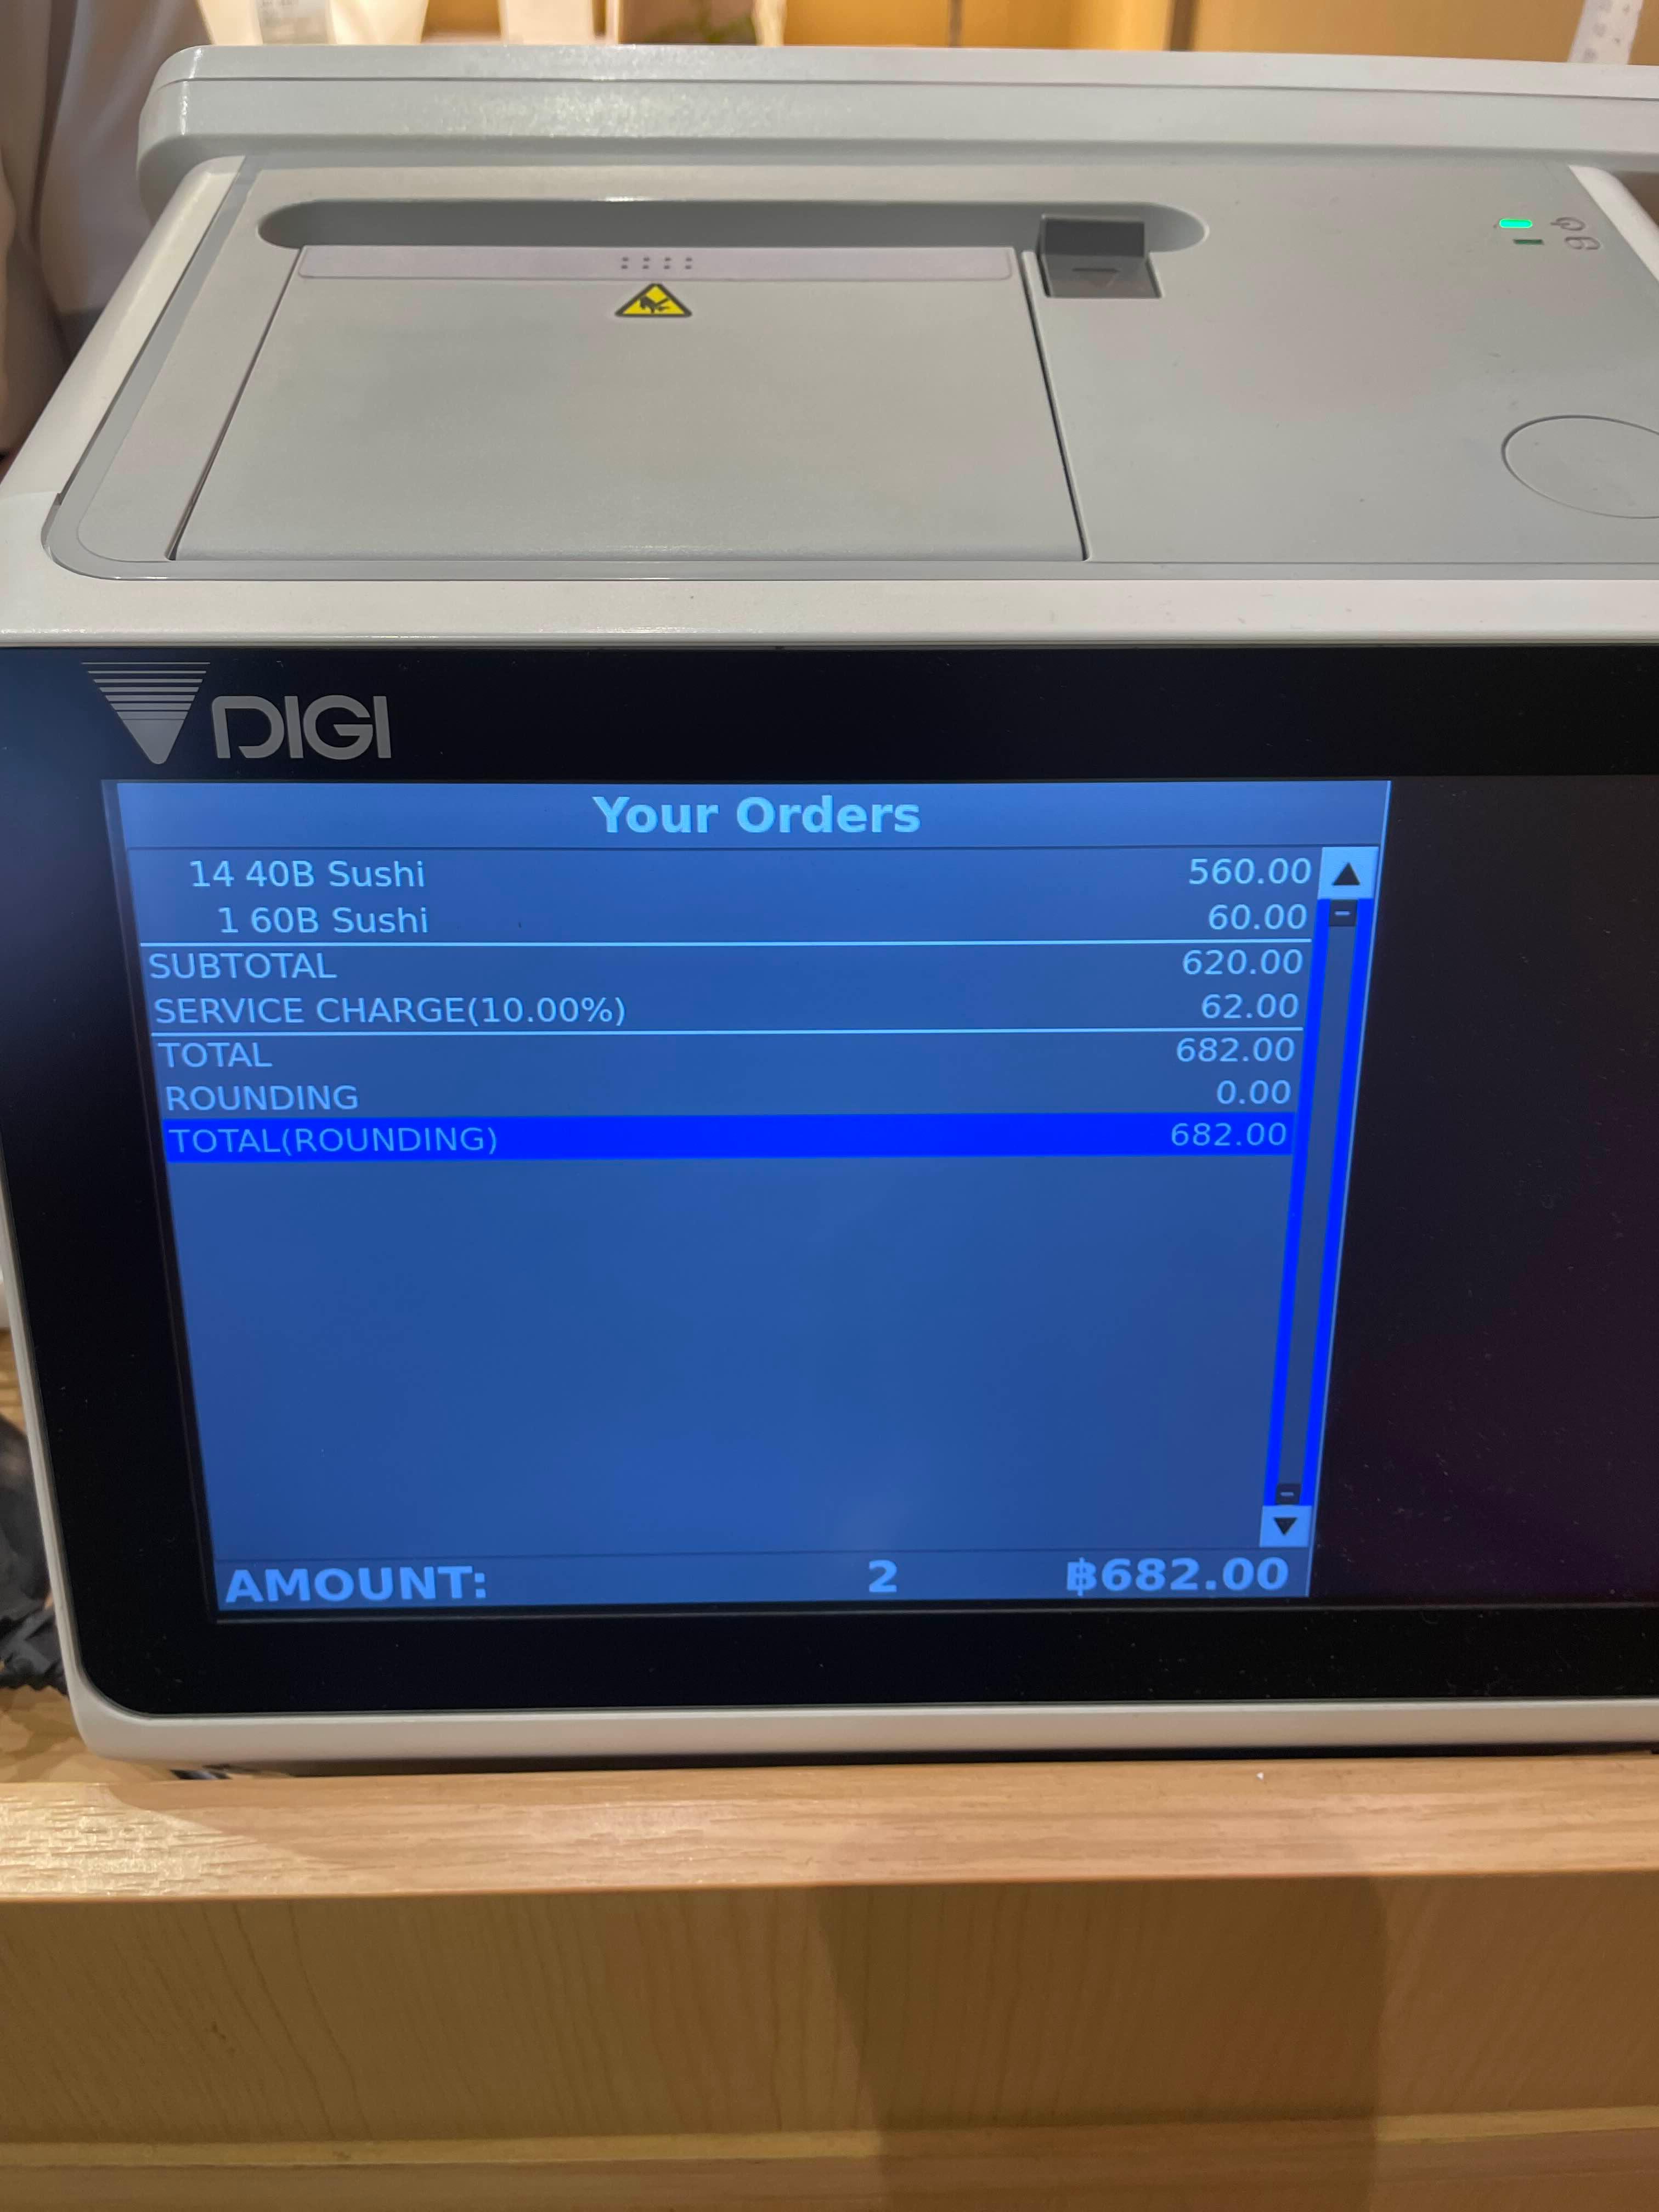 DIGI
Your Orders
14 40B Sushi 560.00
1 60B Sushi 60.00
SUBTOTAL 620.00
SERVICE CHARGE(10.00%) 62.00
TOTAL 682.00
ROUNDING 0.00
TOTAL(ROUNDING) 682.00
AMOUNT: 2 ฿682.00